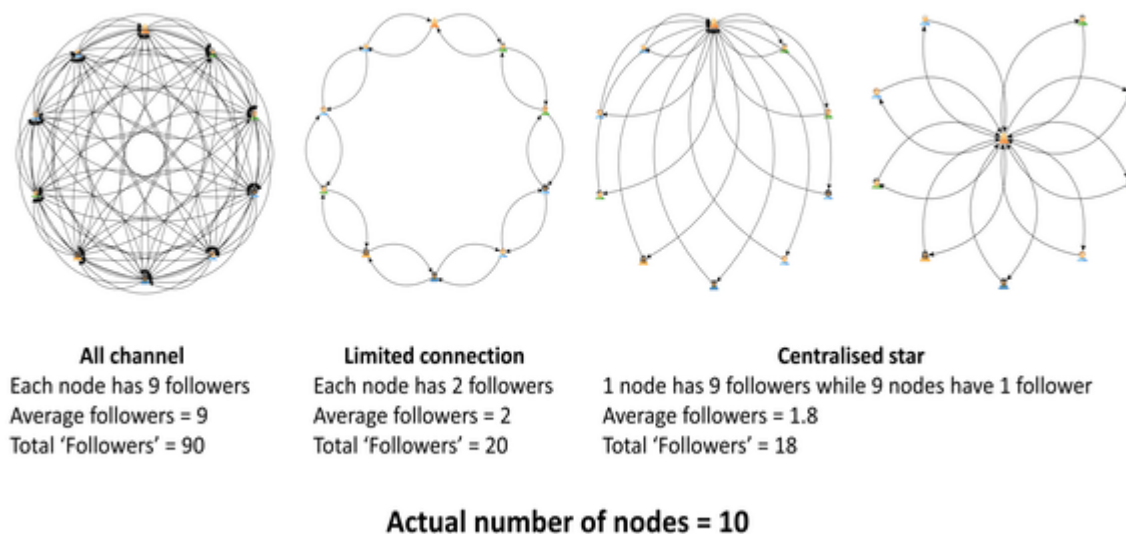 All channel
Each node has 9 followers
Average followers = 9
Total ‘Followers’ = 90
Limited connection
Each node has 2 followers
Average followers = 2
Total ‘Followers’ = 20
Centralised star
1 node has 9 followers while 9 nodes have 1 follower
Average followers = 1.8
Total ‘Followers’ = 18
Actual number of nodes = 10